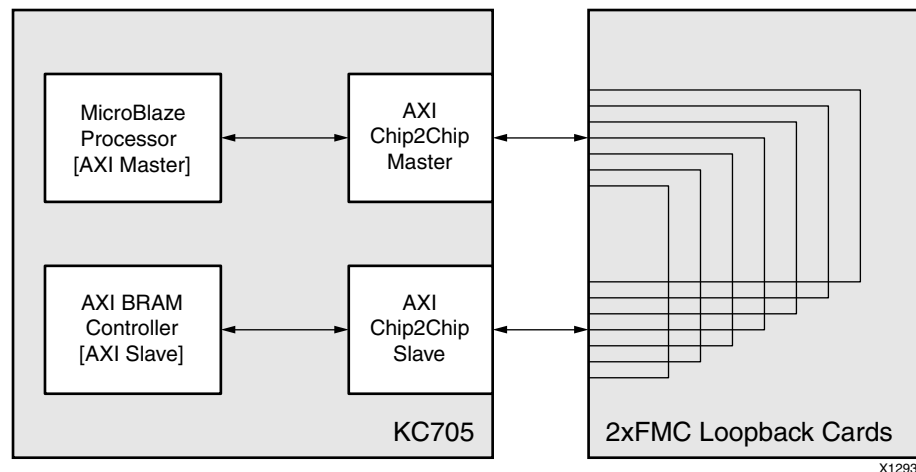 MicroBlaze
Processor
[AXI Master]
AXI
Chip2Chip
Master
AXI BRAM
Controller
[AXI Slave]
AXI
Chip2Chip
Slave
KC705
2xFMC Loopback Cards
X1293